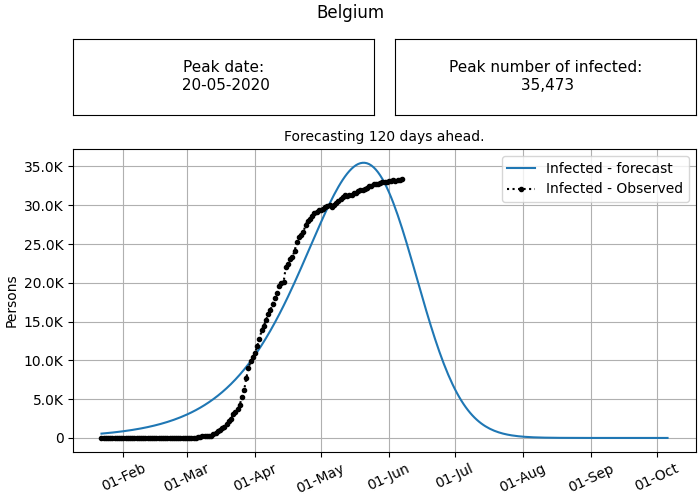 Belgium
Peak date:
20-05-2020
Peak number of infected:
35,473
Forecasting 120 days ahead.
Infected - forecast
Infected - Observed
Persons
35.0K
30.0K
25.0K
20.0K
15.0K
10.0K
5.0K
0
01-Feb
01-Mar
01-Apr
01-May
01-Jun
01-Jul
01-Aug
01-Sep
01-Oct